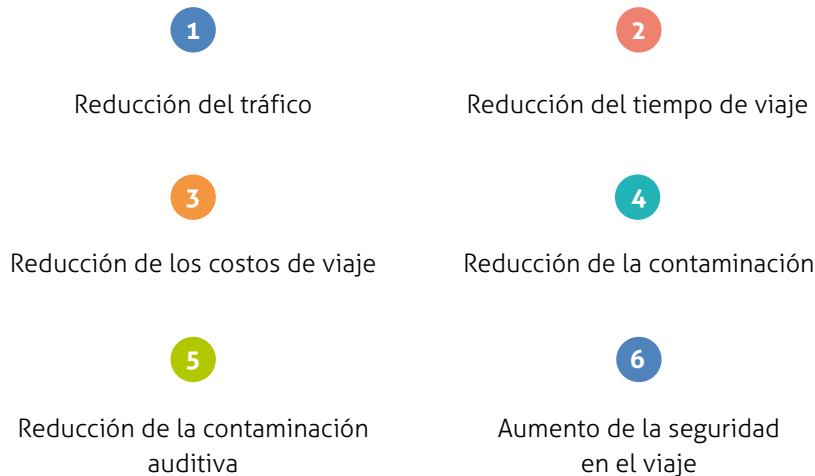 1
Reducción del tráfico
2
Reducción del tiempo de viaje
3
Reducción de los costos de viaje
4
Reducción de la contaminación
5
Reducción de la contaminación
auditiva
6
Aumento de la seguridad
en el viaje